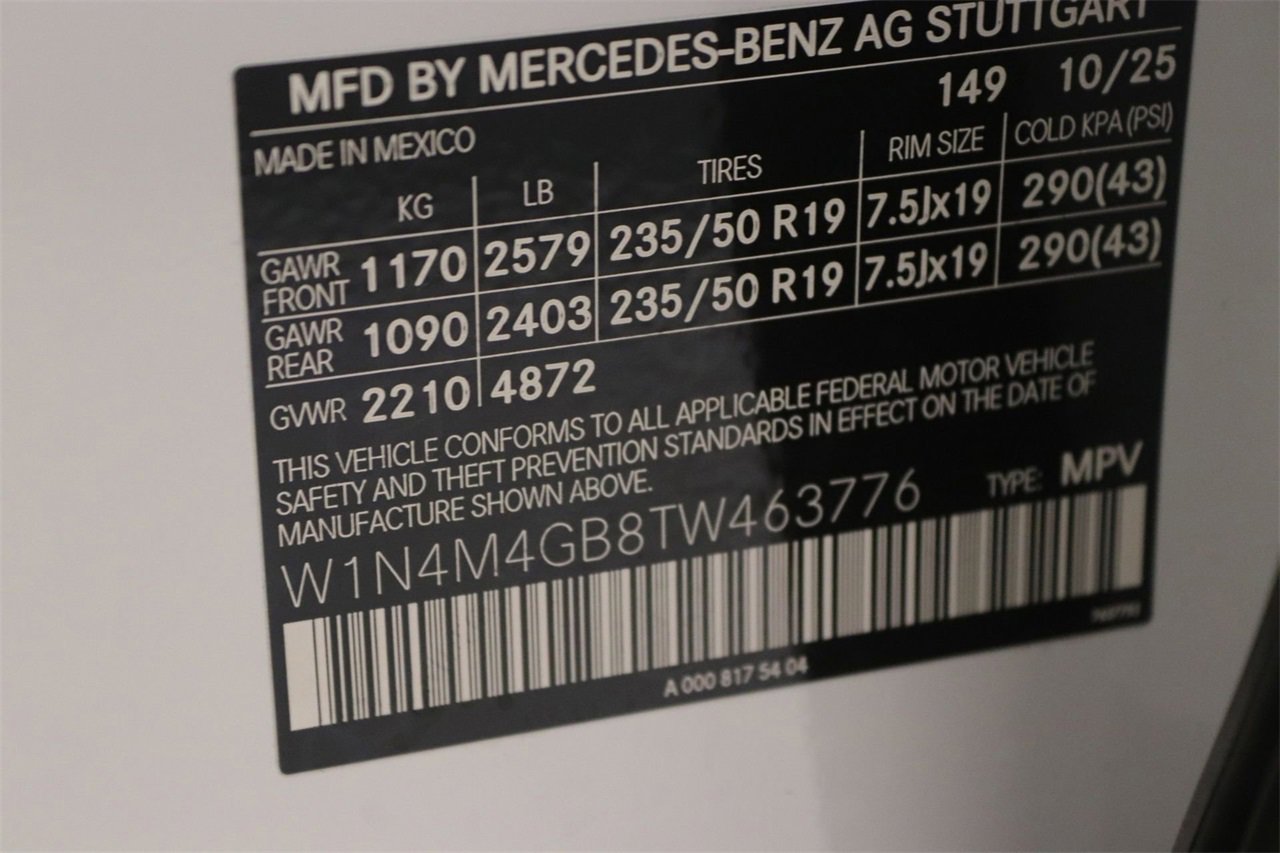 MFD BY MERCEDES-BENZ AG STUTTGART
149 10/25
MADE IN MEXICO
KG LB TIRES RIM SIZE COLD KPA (PSI)
GAWR FRONT 1170 2579 235/50 R19 7.5Jx19 290(43)
GAWR REAR 1090 2403 235/50 R19 7.5Jx19 290(43)
GVWR 2210 4872
THIS VEHICLE CONFORMS TO ALL APPLICABLE FEDERAL MOTOR VEHICLE
SAFETY AND THEFT PREVENTION STANDARDS IN EFFECT ON THE DATE OF
MANUFACTURE SHOWN ABOVE.
W1N4M4GB8TW463776 TYPE: MPV
A 000 817 54 04